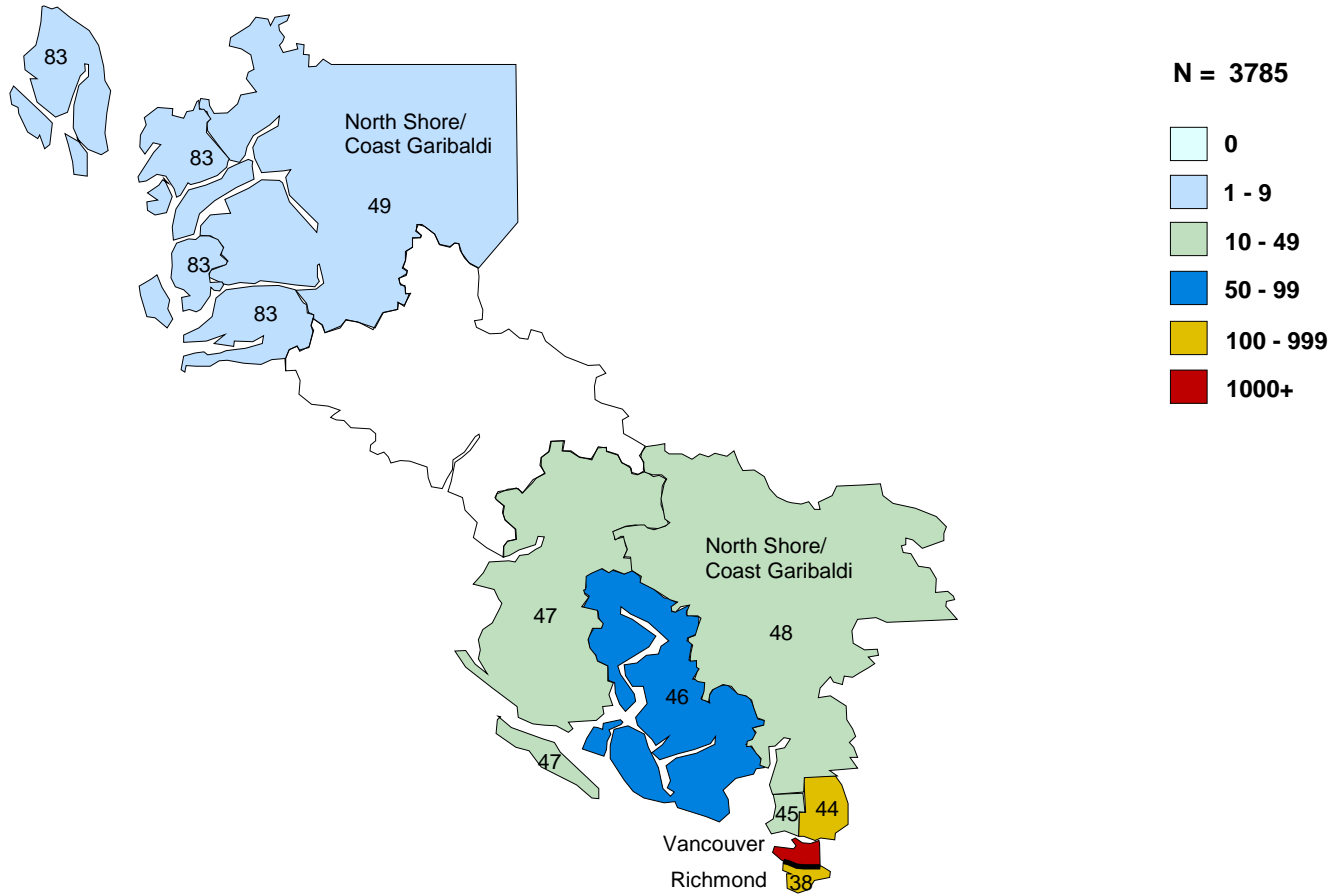 83
North Shore/
Coast Garibaldi
83
49
83
83
N = 3785
0
1 - 9
10 - 49
50 - 99
100 - 999
1000+
North Shore/
Coast Garibaldi
47
48
46
47
45
44
Vancouver
Richmond
38